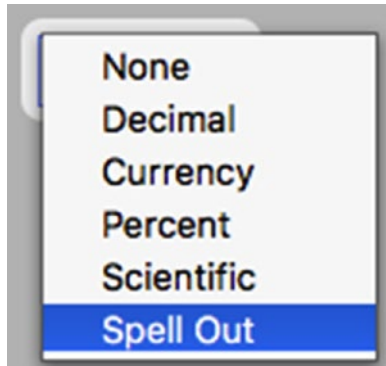 None
Decimal
Currency
Percent
Scientific
Spell Out